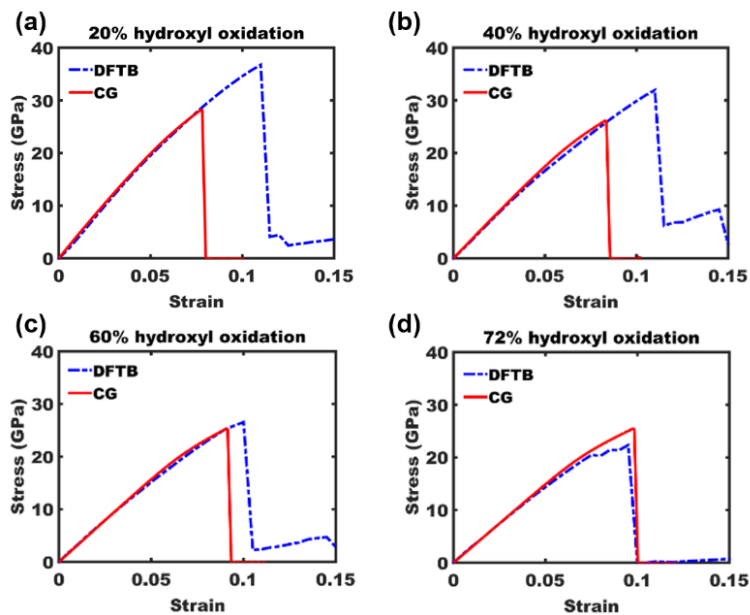 (a)
20% hydroxyl oxidation
40
30
20
10
0
Stress (GPa)
DFTB
CG
0
0.05
0.1
0.15
Strain
(b)
40% hydroxyl oxidation
40
30
20
10
0
Stress (GPa)
DFTB
CG
0
0.05
0.1
0.15
Strain
(c)
60% hydroxyl oxidation
40
30
20
10
0
Stress (GPa)
DFTB
CG
0
0.05
0.1
0.15
Strain
(d)
72% hydroxyl oxidation
40
30
20
10
0
Stress (GPa)
DFTB
CG
0
0.05
0.1
0.15
Strain